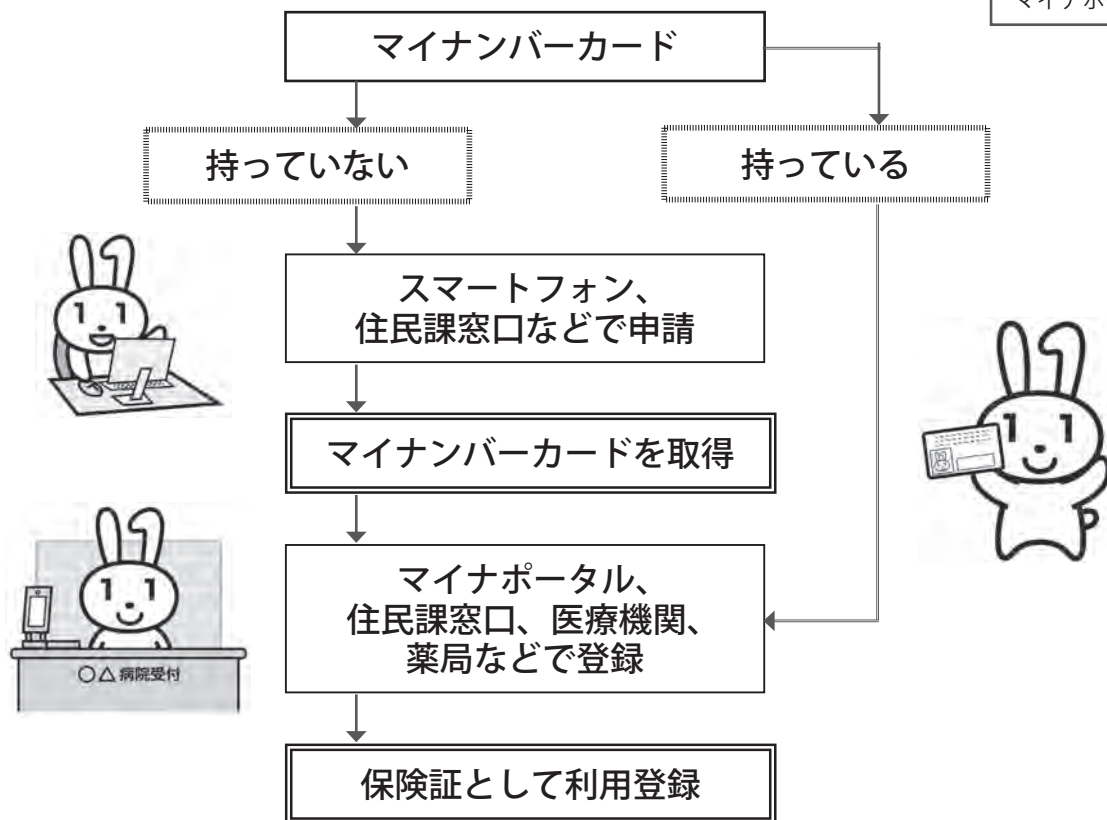 マイナポ
マイナンバーカード
持っていない
持っている
スマートフォン、
住民課窓口などで申請
マイナンバーカードを取得
マイナポータル、
住民課窓口、医療機関、
薬局などで登録
○△病院受付
保険証として利用登録